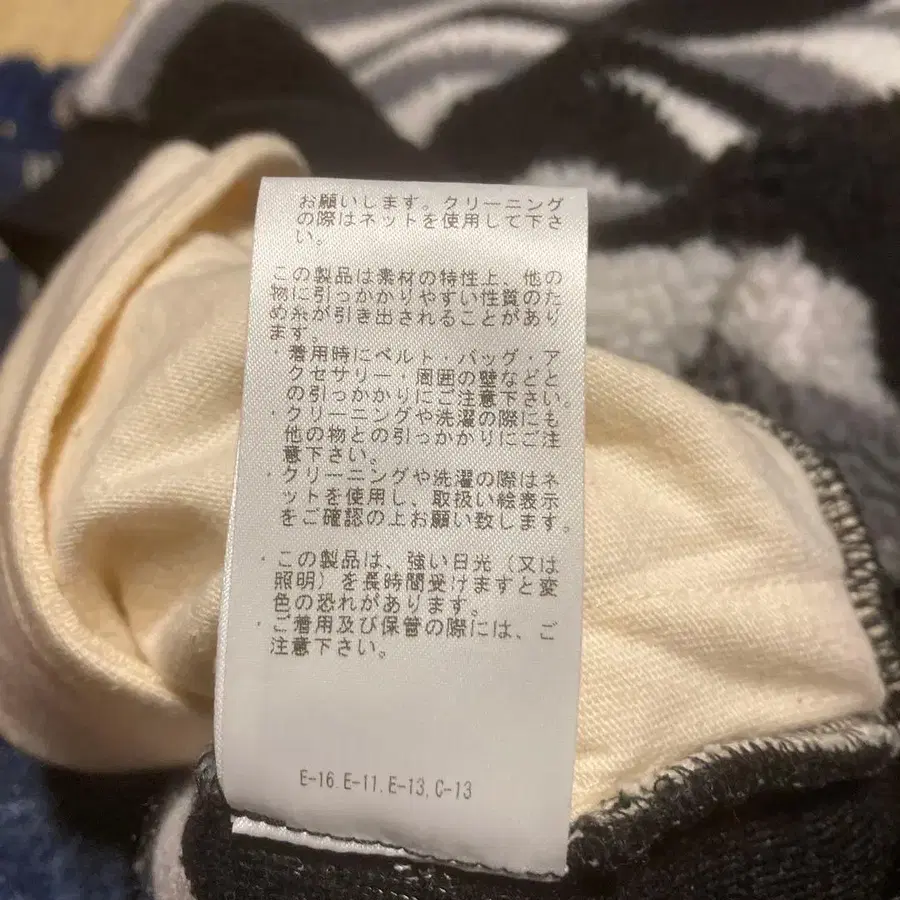 お願いします。クリーニング
の際はネットを使用して下さ
い。
この製品は素材の特性上、他の
物に引っかかりやすい性質のた
め糸が引き出されることがあり
ます。
・着用時にベルト・バッグ・ア
クセサリー・周囲の壁などと
の引っかかりにご注意下さい。
・クリーニングや洗濯の際にも
他の物との引っかかりにご注
意下さい。
・クリーニングや洗濯の際はネ
ットを使用し、取扱い絵表示
をご確認の上お願い致します。
・この製品は、強い日光（又は
照明）を長時間受けますと変
色の恐れがあります。
・ご着用及び保管の際には、ご
注意下さい。
E-16,E-11,E-13,C-13